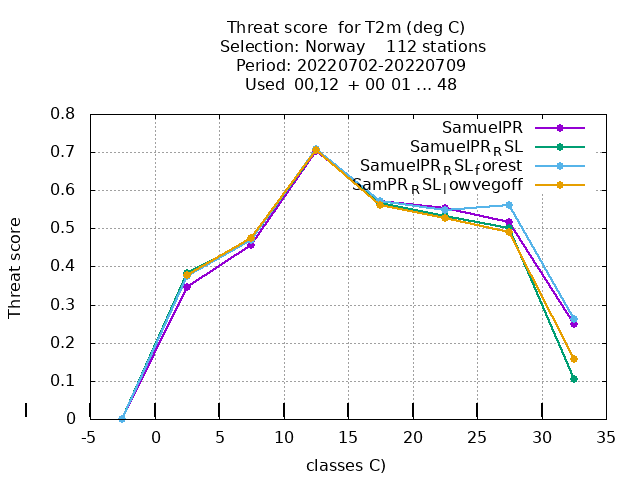 Threat score  for T2m (deg C)
Selection: Norway    112 stations
Period: 20220702-20220709
Used  00,12  + 00 01 ... 48
SamuelPR
SamuelPR_RSL
SamuelPR_RSL_forest
SamPR_RSL_lowvegoff
Threat score
0.8
0.7
0.6
0.5
0.4
0.3
0.2
0.1
0
-5 0 5 10 15 20 25 30 35
classes C)